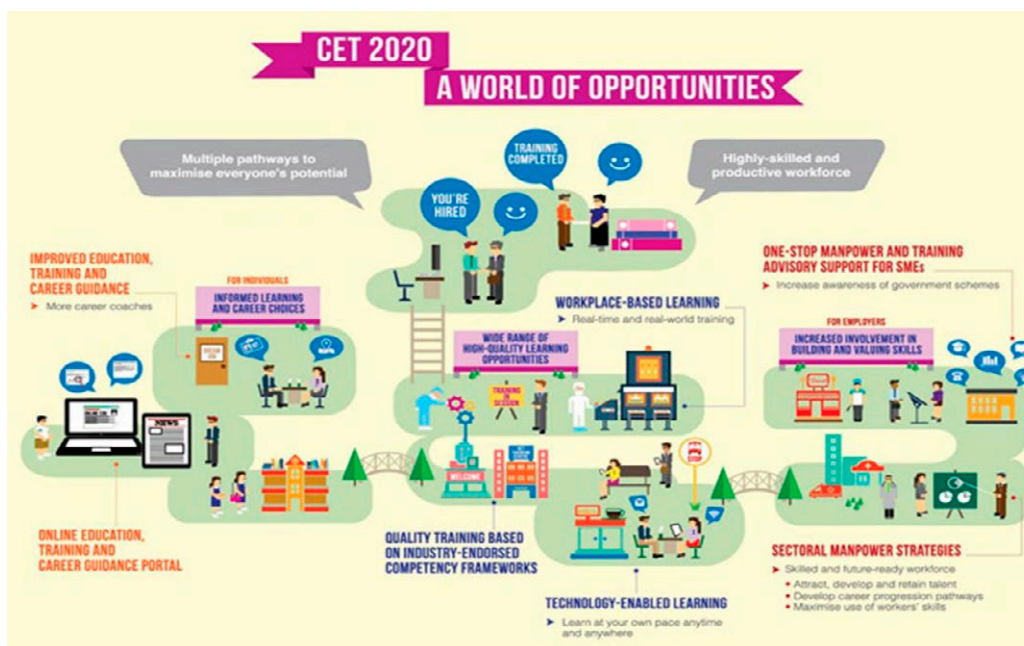 CET 2020
A WORLD OF OPPORTUNITIES
Multiple pathways to
maximise everyone's potential
TRAINING
COMPLETED
Highly-skilled and
productive workforce
YOU'RE
HIRED
IMPROVED EDUCATION,
TRAINING AND
CAREER GUIDANCE
➤ More career coaches
FOR INDIVIDUALS
INFORMED LEARNING
AND CAREER CHOICES
ONE-STOP MANPOWER AND TRAINING
ADVISORY SUPPORT FOR SMEs
➤ Increase awareness of government schemes
WORKPLACE-BASED LEARNING
➤ Real-time and real-world training
WIDE RANGE OF
HIGH-QUALITY LEARNING
OPPORTUNITIES
FOR EMPLOYERS
INCREASED INVOLVEMENT IN
BUILDING AND VALUING SKILLS
TRAINING
IN
SESSION
NEWS
WELCOME
STOP
ONLINE EDUCATION,
TRAINING AND
CAREER GUIDANCE PORTAL
QUALITY TRAINING BASED
ON INDUSTRY-ENDORSED
COMPETENCY FRAMEWORKS
TECHNOLOGY-ENABLED LEARNING
➤ Learn at your own pace anytime
and anywhere
SECTORAL MANPOWER STRATEGIES
➤ Skilled and future-ready workforce
• Attract, develop and retain talent
• Develop career progression pathways
• Maximise use of workers' skills